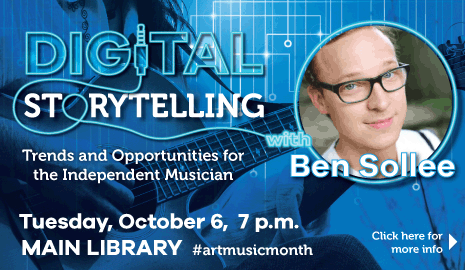 DIGITAL
STORYTELLING
with
Ben Sollee
Trends and Opportunities for
the Independent Musician
Tuesday, October 6, 7 p.m.
MAIN LIBRARY #artmusicmonth
Click here for
more info